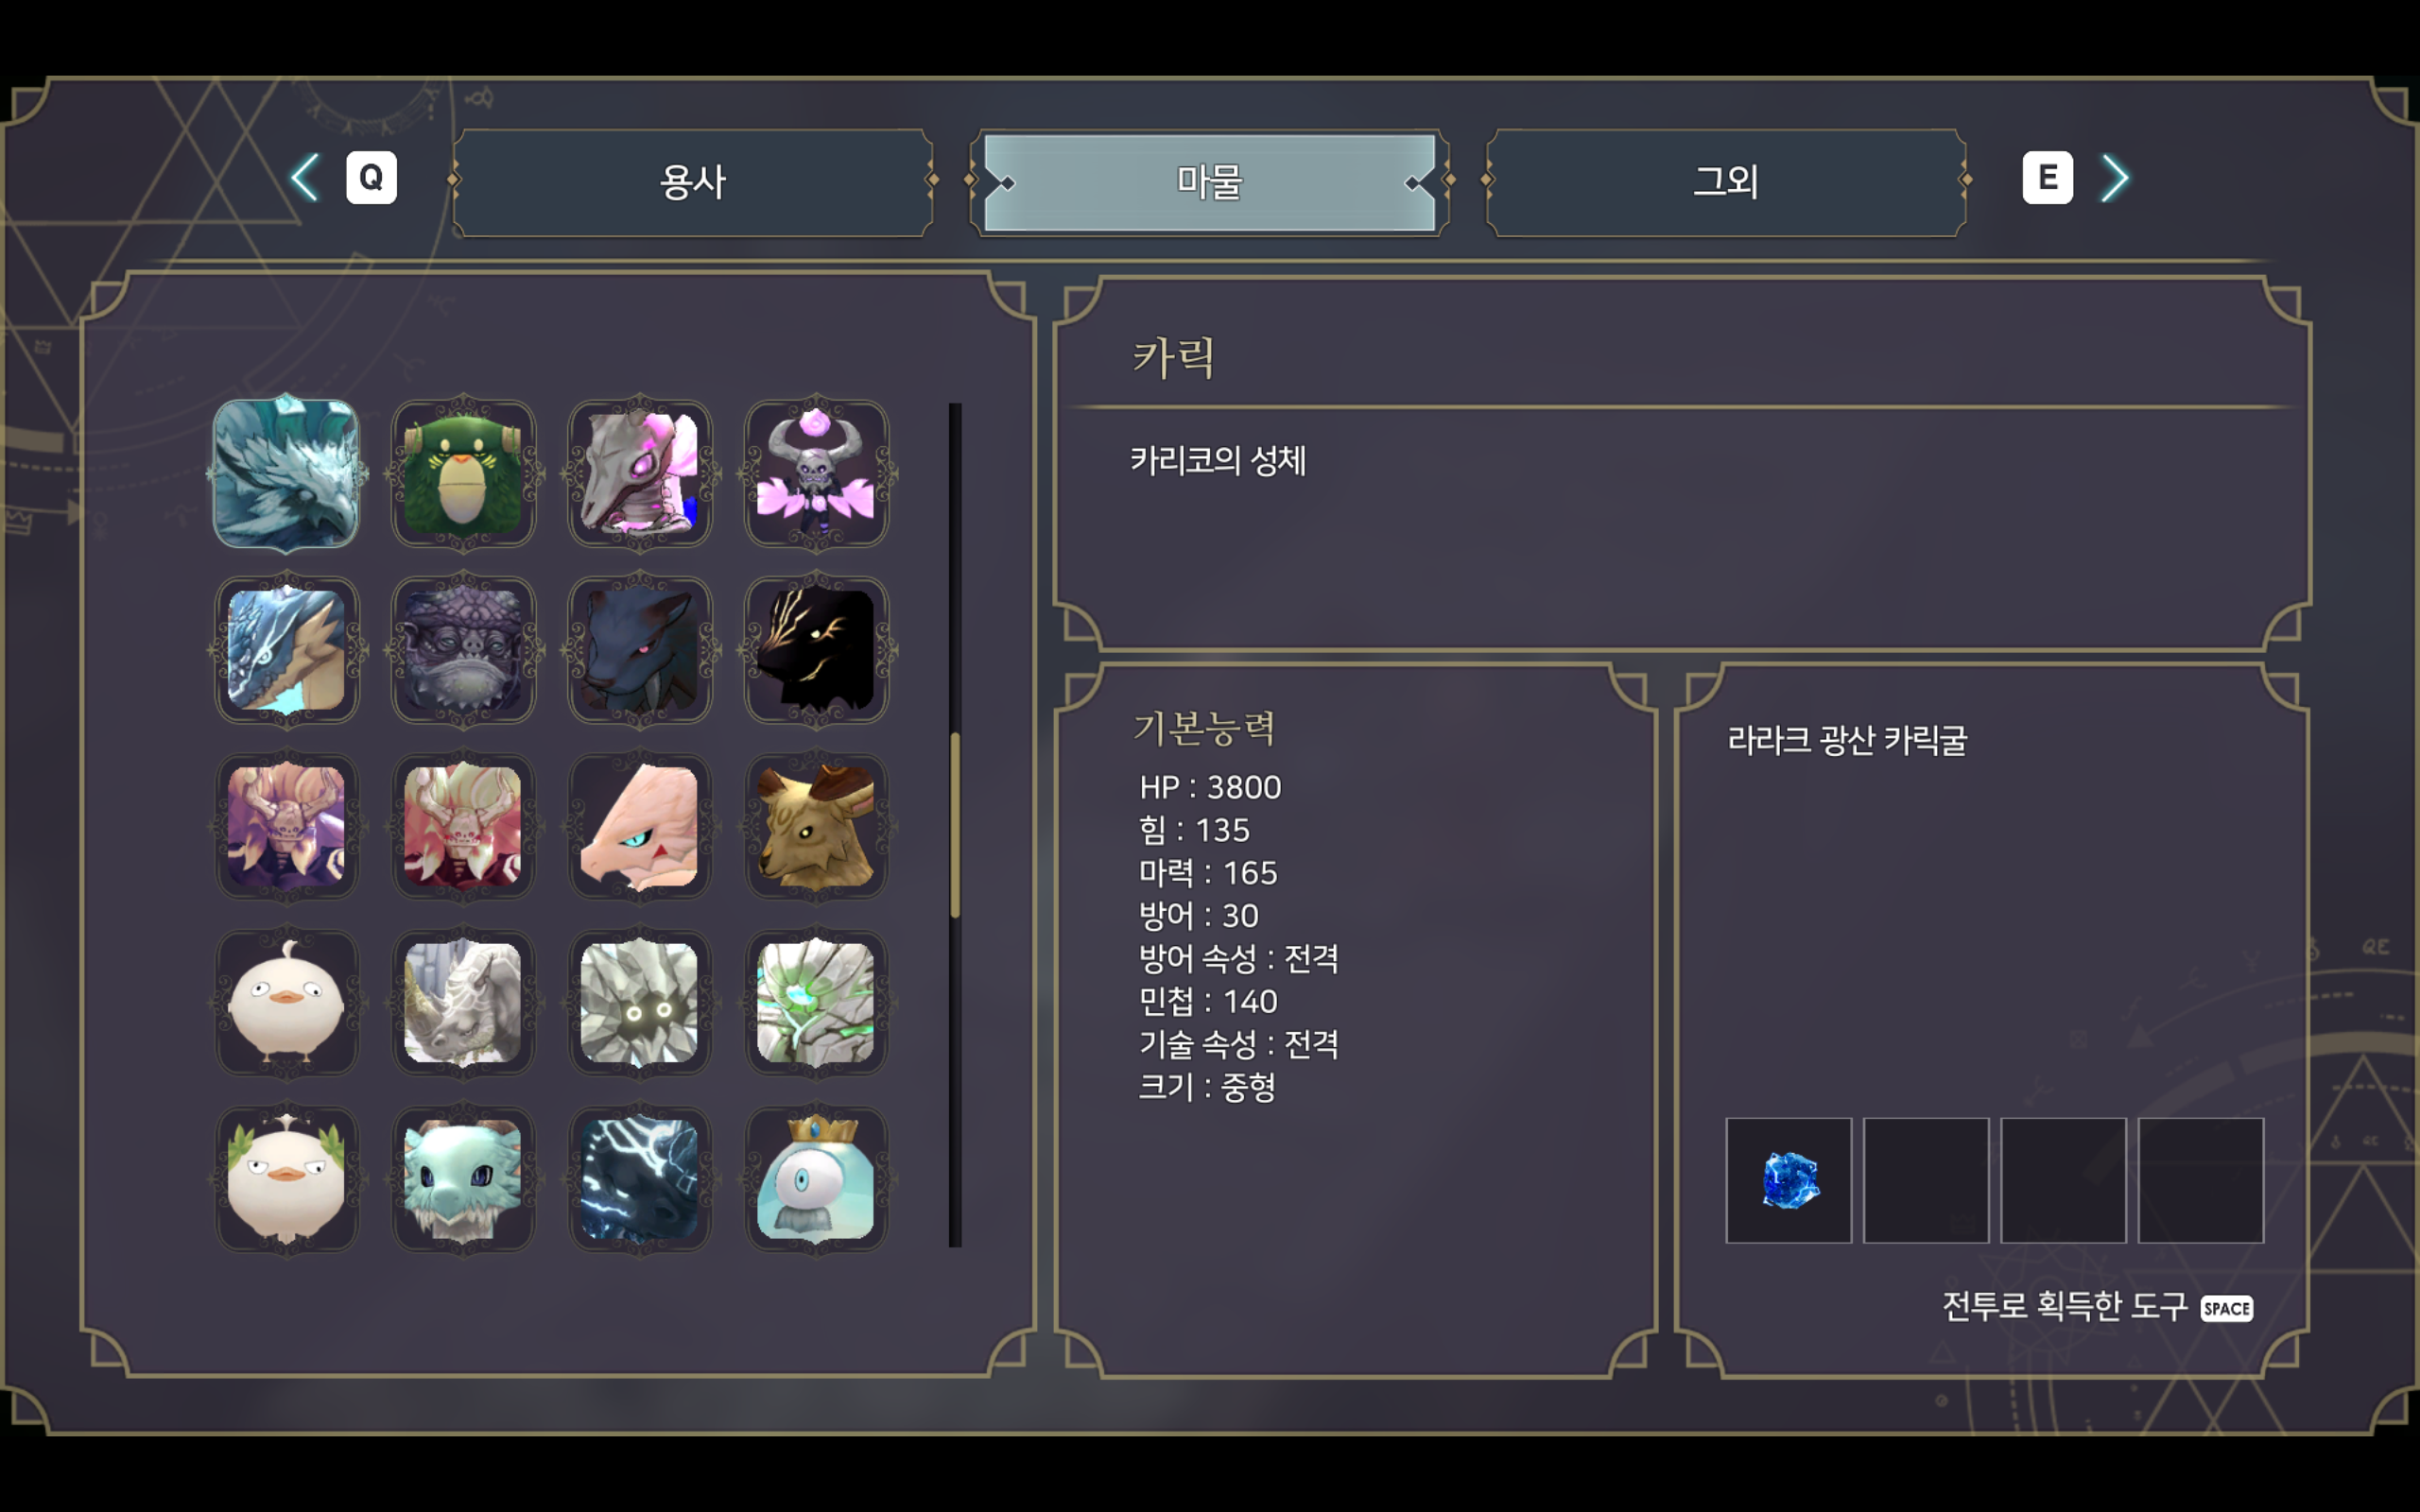 Q
용사
마물
그외
E
카릭
카리코의 성체
기본능력
HP : 3800
힘 : 135
마력 : 165
방어 : 30
방어 속성 : 전격
민첩 : 140
기술 속성 : 전격
크기 : 중형
라라크 광산 카릭굴
전투로 획득한 도구 SPACE